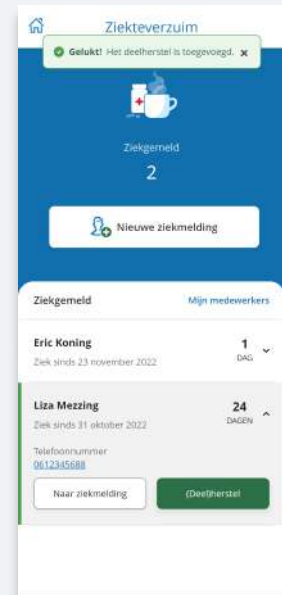 Ziekteverzuim
Gelukt! Het deelherstel is toegevoegd. x
Ziekgemeld
2
Nieuwe ziekmelding
Ziekgemeld Mijn medewerkers
Eric Koning 1
Ziek sinds 23 november 2022 DAG
Liza Mezzing 24
Ziek sinds 31 oktober 2022 DAGEN
Telefoonnummer
0612345688
Naar ziekmelding (Deel)herstel